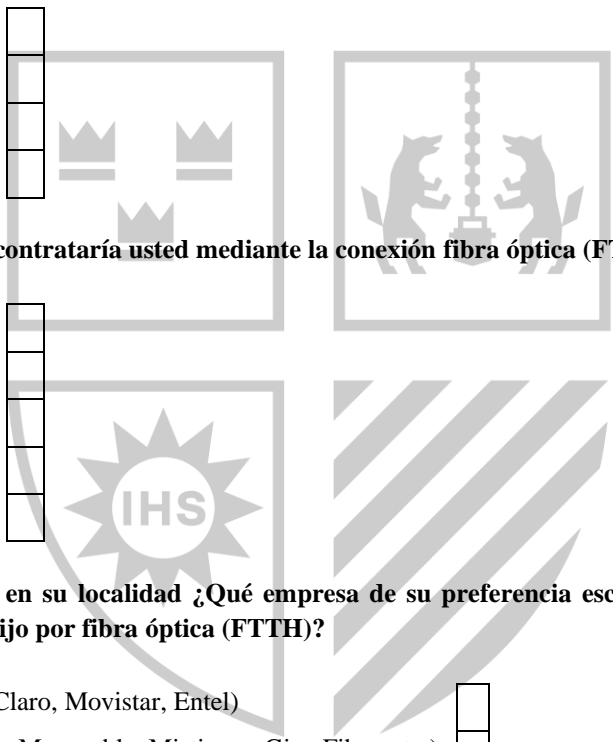 contrataría usted mediante la conexión fibra óptica (FT
IHS
en su localidad ¿Qué empresa de su preferencia esc
ijo por fibra óptica (FTTH)?
Claro, Movistar, Entel)